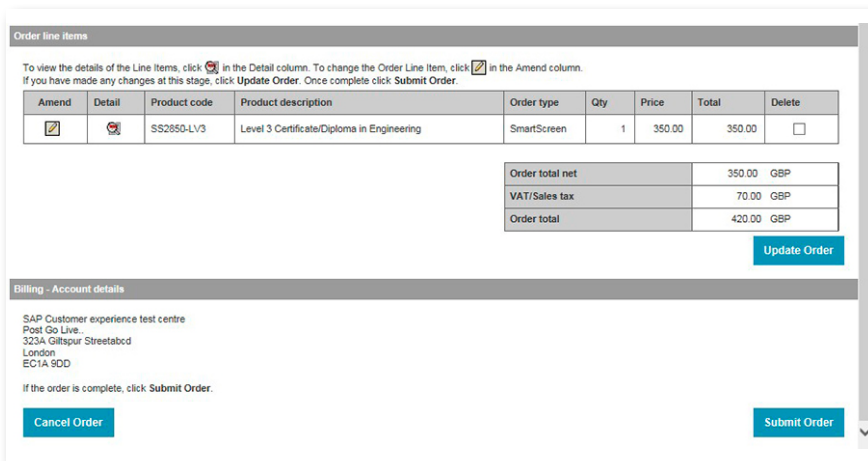 Order line items
To view the details of the Line Items, click in the Detail column. To change the Order Line Item, click in the Amend column.
If you have made any changes at this stage, click Update Order. Once complete click Submit Order.
Amend Detail Product code Product description Order type Qty Price Total Delete
SS2850-LV3 Level 3 Certificate/Diploma in Engineering SmartScreen 1 350.00 350.00
Order total net 350.00 GBP
VAT/Sales tax 70.00 GBP
Order total 420.00 GBP
Update Order
Billing - Account details
SAP Customer experience test centre
Post Go Live..
323A Giltspur Streetabcd
London
EC1A 9DD
If the order is complete, click Submit Order.
Cancel Order Submit Order